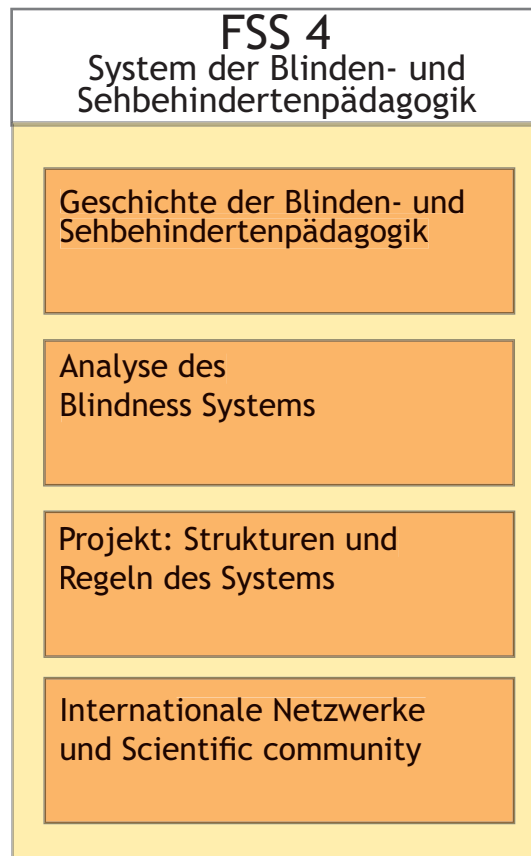 FSS 4
System der Blinden- und
Sehbehindertenpädagogik
Geschichte der Blinden- und
Sehbehindertenpädagogik
Analyse des
Blindness Systems
Projekt: Strukturen und
Regeln des Systems
Internationale Netzwerke
und Scientific community